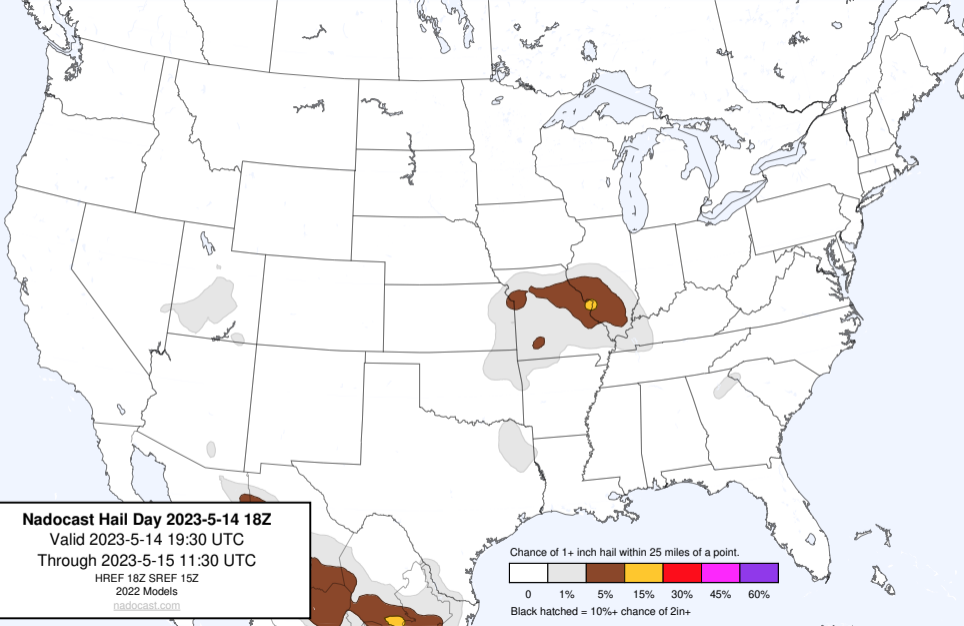 Nadocast Hail Day 2023-5-14 18Z
Valid 2023-5-14 19:30 UTC
Through 2023-5-15 11:30 UTC
HREF 18Z SREF 15Z
2022 Models
nadocast.com
Chance of 1+ inch hail within 25 miles of a point.
0 1% 5% 15% 30% 45% 60%
Black hatched = 10%+ chance of 2in+